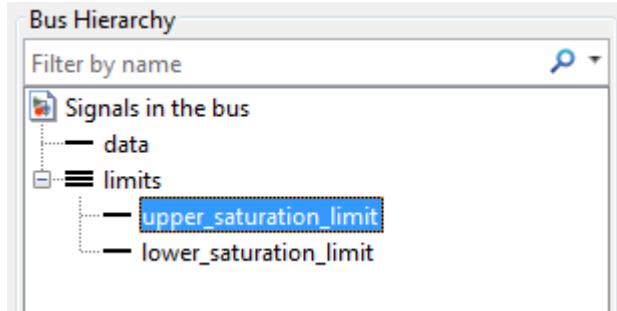 Bus Hierarchy
Filter by name
Signals in the bus
data
limits
upper_saturation_limit
lower_saturation_limit